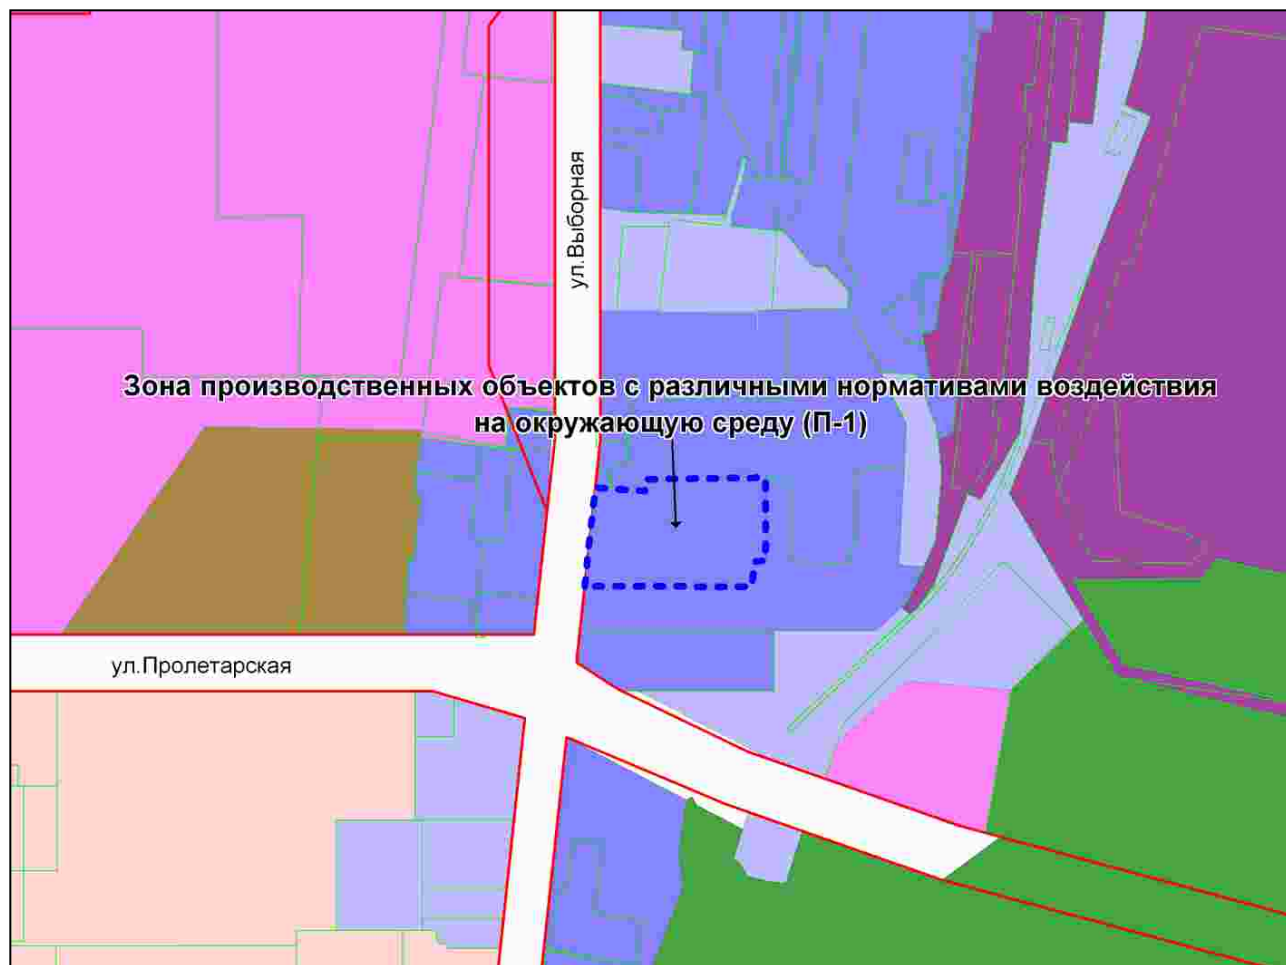 ул.Выборная
Зона производственных объектов с различными нормативами воздействия
на окружающую среду (П-1)
ул.Пролетарская